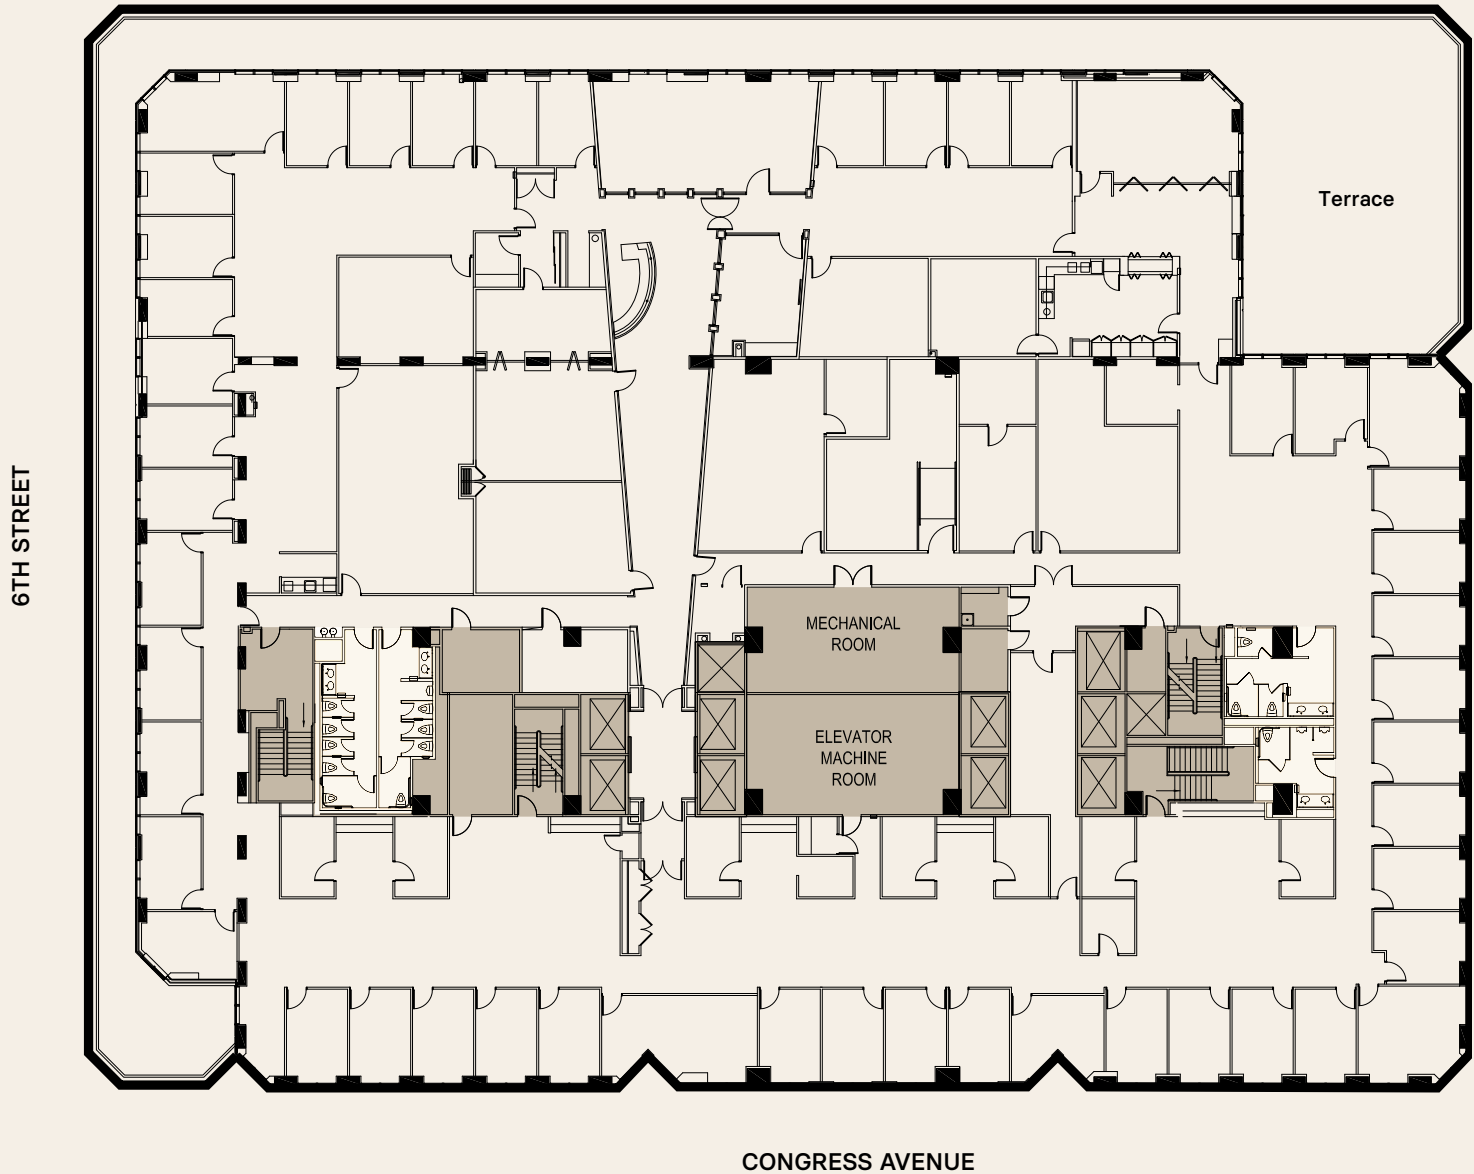 Terrace
6TH STREET
MECHANICAL
ROOM
ELEVATOR
MACHINE
ROOM
CONGRESS AVENUE